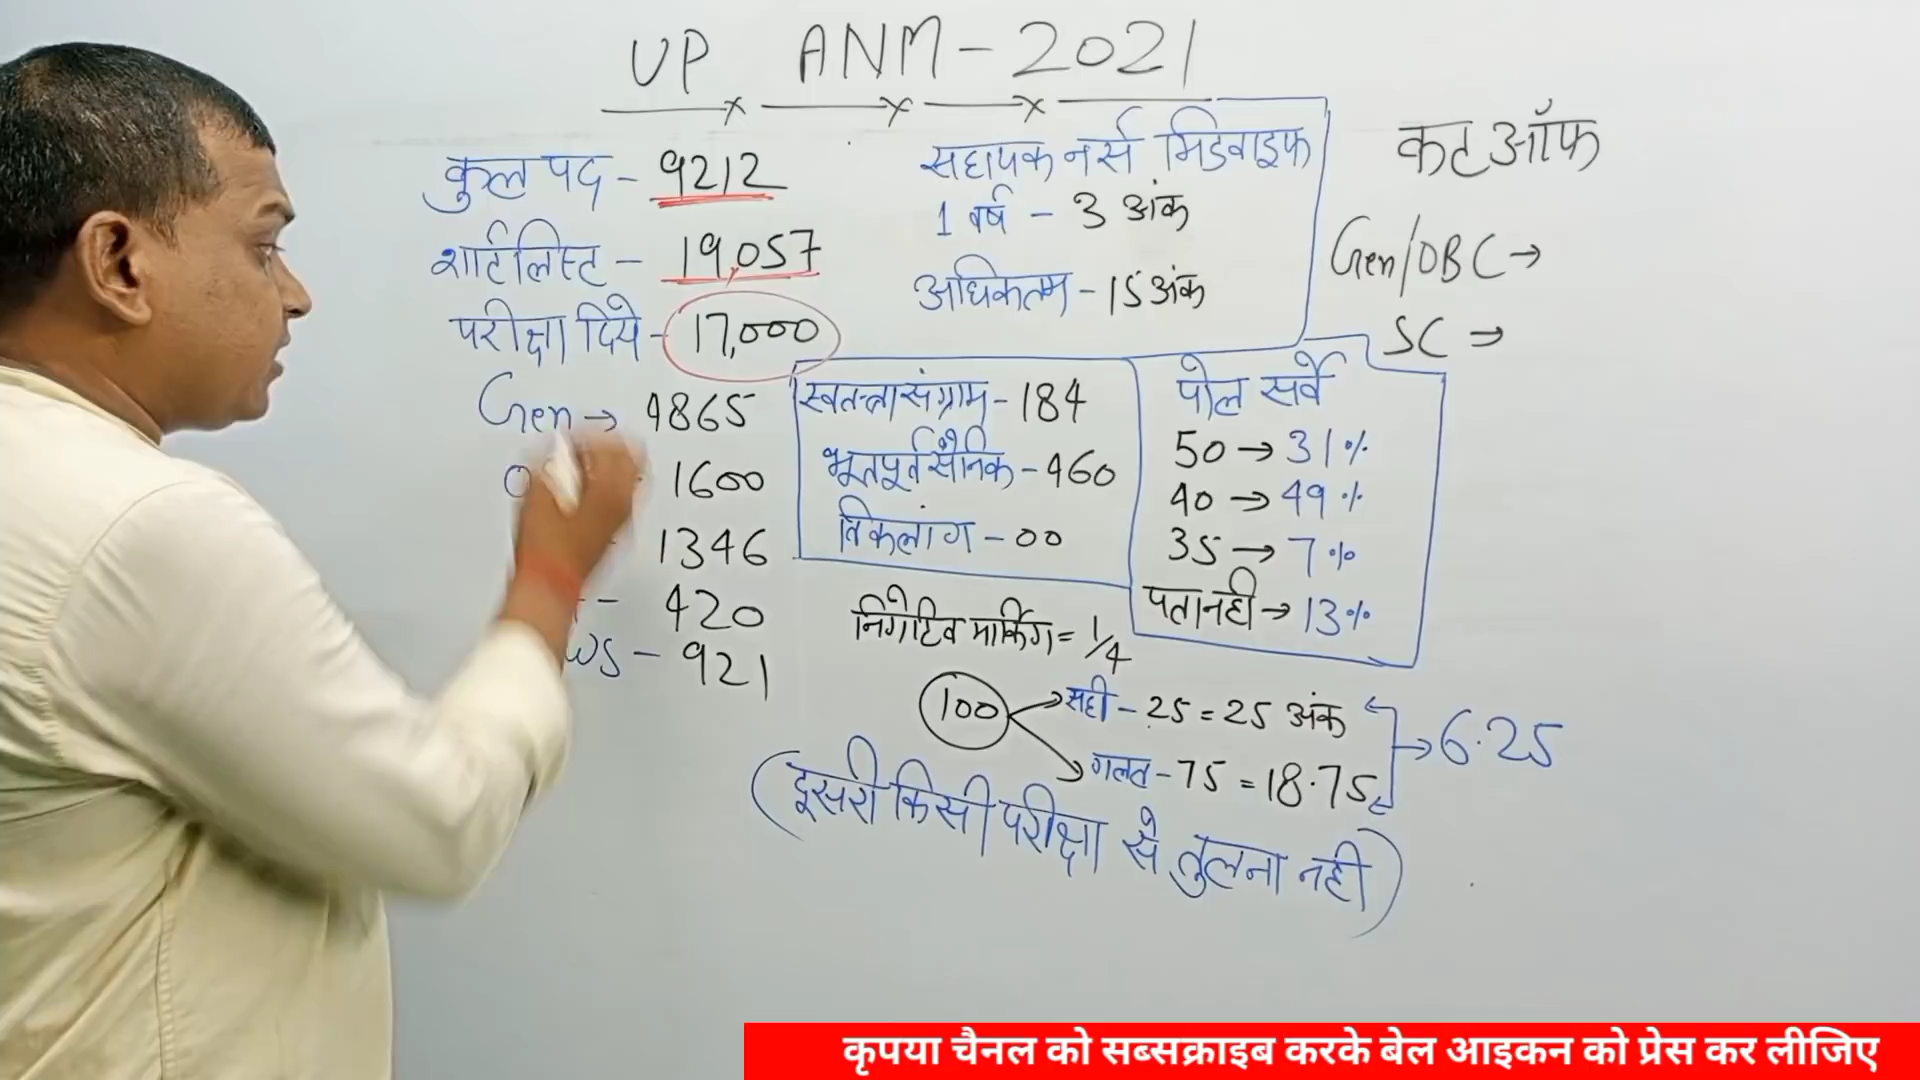 UP ANM-2021
कुल पद - 9212
शार्टलिस्ट - 19,057
परीक्षा दिये - 17,000
Gen → 4865
1600
1346
- 420
WS - 921
सहायक नर्स मिडवाइफ
1 वर्ष - 3 अंक
अधिकतम - 15 अंक
स्वतन्त्रता संग्राम - 184
भूतपूर्व सैनिक - 460
विकलांग - 00
पोल सर्वे
50 → 31%
40 → 49%
35 → 7%
पता नही → 13%
कट ऑफ
Gen/OBC →
SC →
निगेटिव मार्किंग = 1/4
100
सही - 25 = 25 अंक
गलत - 75 = 18.75
→ 6.25
(दूसरी किसी परीक्षा से तुलना नही)
कृपया चैनल को सब्सक्राइब करके बेल आइकन को प्रेस कर लीजिए